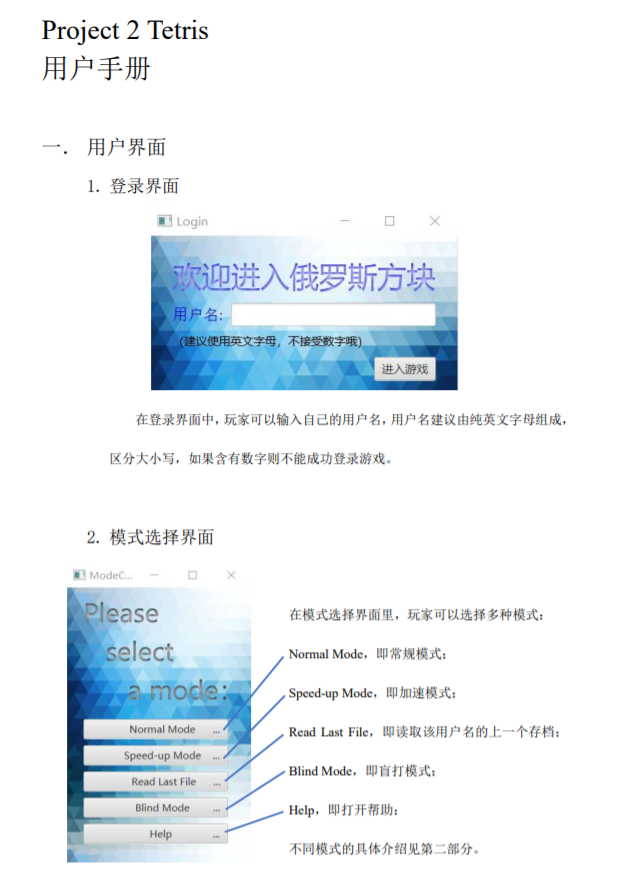 Project 2 Tetris
用户手册
一． 用户界面
1. 登录界面
Login
欢迎进入俄罗斯方块
用户名:
(建议使用英文字母，不接受数字哦)
进入游戏
在登录界面中，玩家可以输入自己的用户名，用户名建议由纯英文字母组成，
区分大小写，如果含有数字则不能成功登录游戏。
2. 模式选择界面
ModeC...
Please
select
a mode:
Normal Mode ...
Speed-up Mode ...
Read Last File ...
Blind Mode ...
Help ...
在模式选择界面里，玩家可以选择多种模式：
Normal Mode，即常规模式；
Speed-up Mode，即加速模式；
Read Last File，即读取该用户名的上一个存档；
Blind Mode，即盲打模式；
Help，即打开帮助；
不同模式的具体介绍见第二部分。